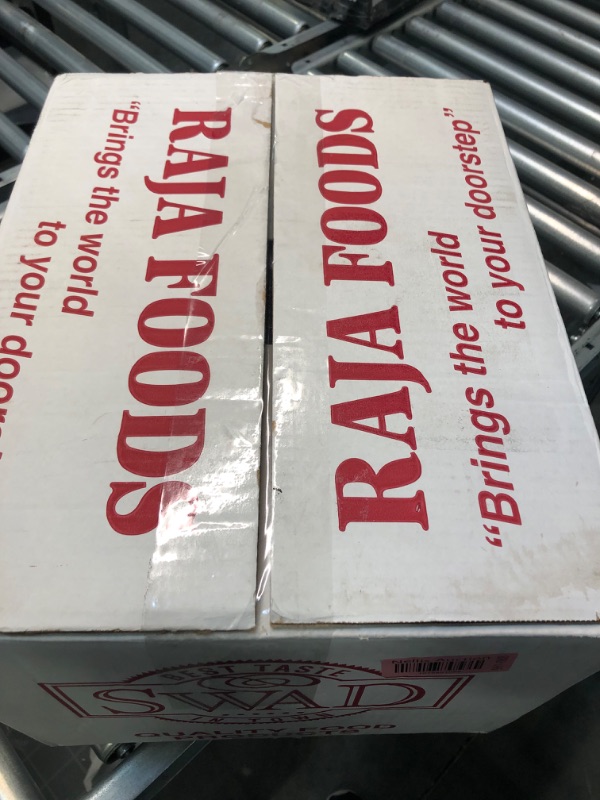 RAJA FOODS
"Brings the world
to your doorstep"
RAJA FOODS
"Brings the world
to your doors
BEST TASTE
SWAD
IN TOWN
QUALITY FOOD